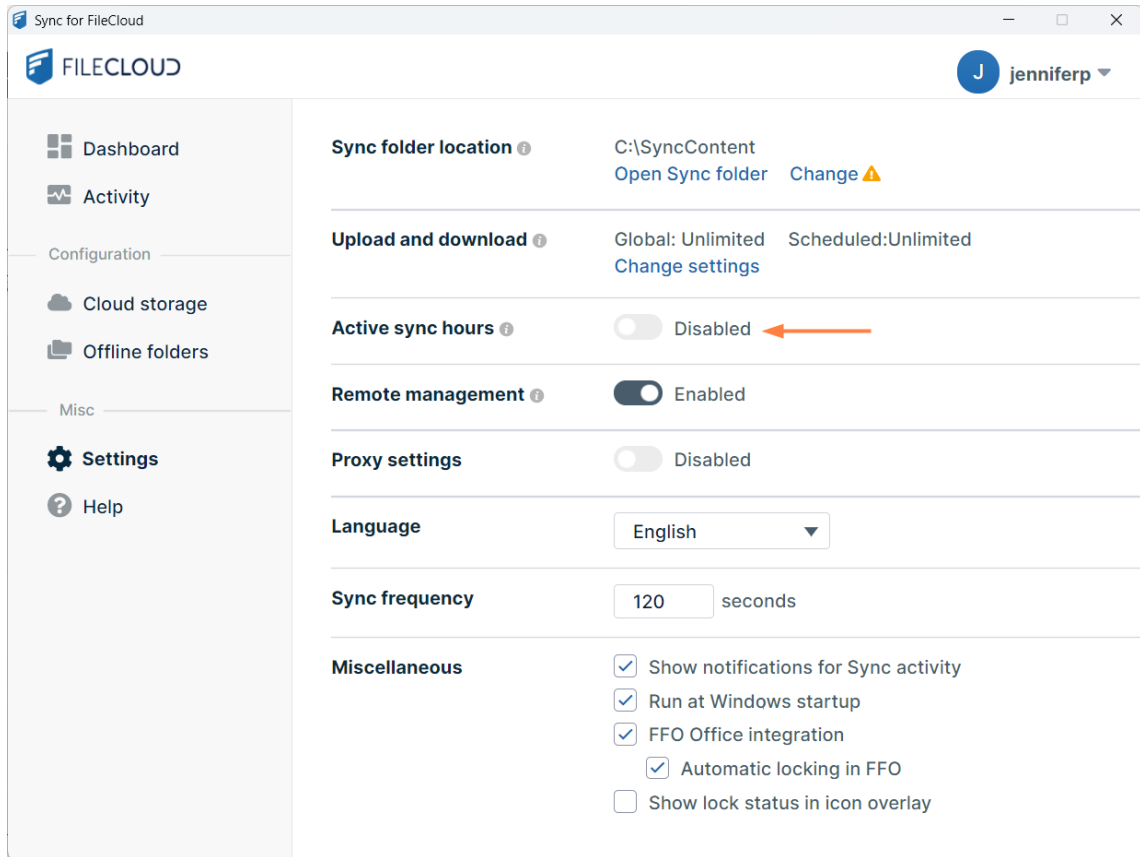 Sync for FileCloud
FILECLOUD
J jenniferp
Dashboard
Activity
Configuration
Cloud storage
Offline folders
Misc
Settings
Help
Sync folder location C:\SyncContent
Open Sync folder Change
Upload and download Global: Unlimited Scheduled:Unlimited
Change settings
Active sync hours Disabled
Remote management Enabled
Proxy settings Disabled
Language English
Sync frequency 120 seconds
Miscellaneous Show notifications for Sync activity
Run at Windows startup
FFO Office integration
Automatic locking in FFO
Show lock status in icon overlay